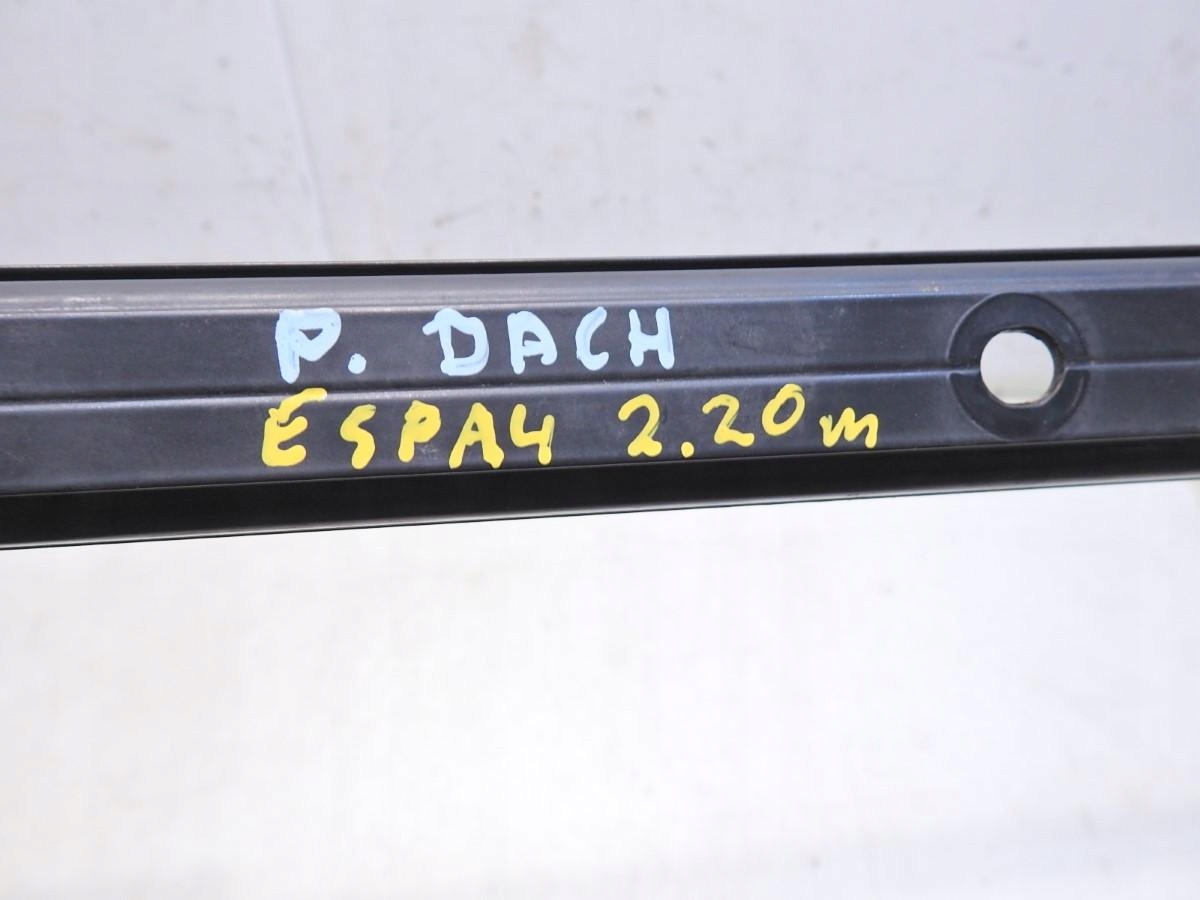 P. DACH
ESPA4 2.20m